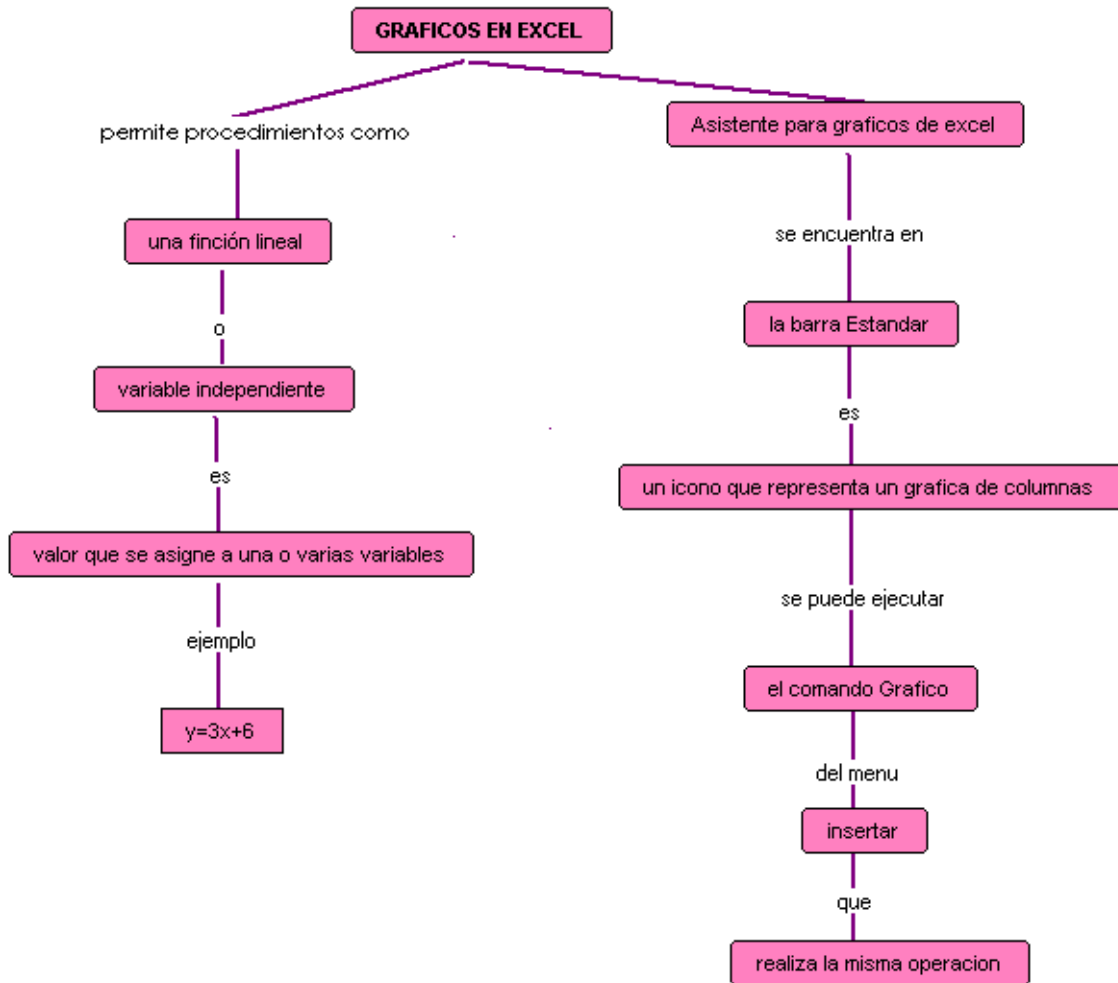 GRAFICOS EN EXCEL
permite procedimientos como
una finción lineal
o
variable independiente
es
valor que se asigne a una o varias variables
ejemplo
y=3x+6
Asistente para graficos de excel
se encuentra en
la barra Estandar
es
un icono que representa un grafica de columnas
se puede ejecutar
el comando Grafico
del menu
insertar
que
realiza la misma operacion